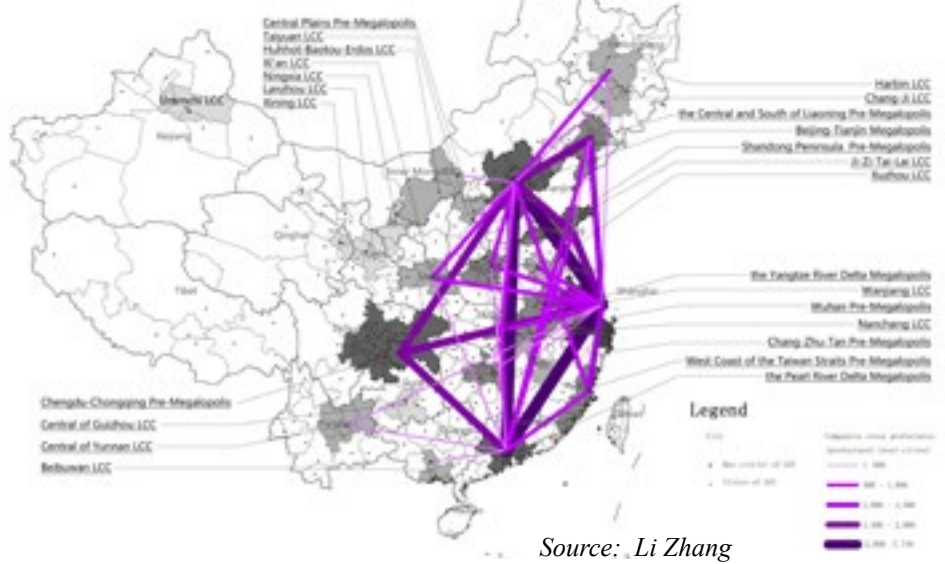 Central Plains Pre-Megalopolis
Taiyuan LCC
Huhhot-Baotou-Erdos LCC
Xi'an LCC
Ningxia LCC
Lanzhou LCC
Xining LCC
Urumchi LCC
Xinjiang
Qinghai
Tibet
Shanghai
Harbin LCC
Chang-Ji LCC
the Central and South of Liaoning Pre Megalopolis
Beijing-Tianjin Megalopolis
Shandong Peninsula Pre-Megalopolis
Ji-Zi-Tai-Lai LCC
Xuzhou LCC
the Yangtze River Delta Megalopolis
Wanjiang LCC
Wuhan Pre-Megalopolis
Nanchang LCC
Chang-Zhu-Tan Pre-Megalopolis
West Coast of the Taiwan Straits Pre-Megalopolis
the Pearl River Delta Megalopolis
Chengdu-Chongqing Pre-Megalopolis
Central of Guizhou LCC
Central of Yunnan LCC
Beibuwan LCC
Legend
Source: Li Zhang